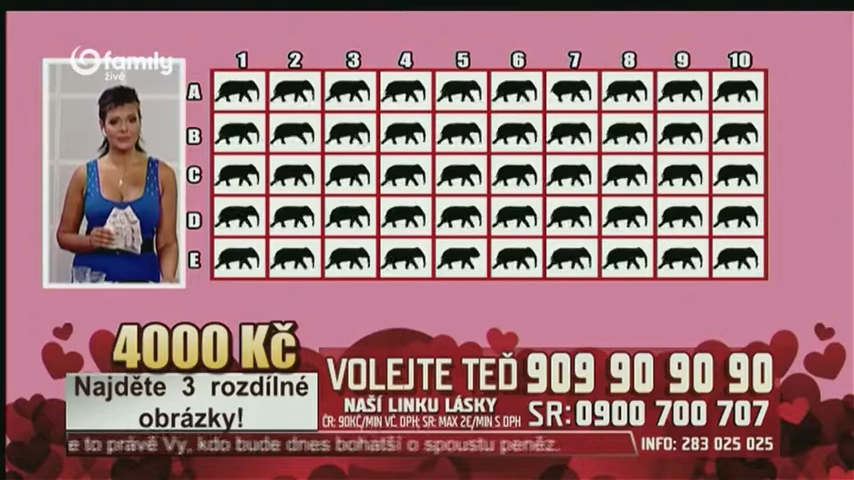 family
živě
1 2 3 4 5 6 7 8 9 10
A
B
C
D
E
4000 Kč
Najděte 3 rozdílné
obrázky!
VOLEJTE TEĎ 909 90 90 90
NAŠÍ LINKU LÁSKY
ČR: 90KČ/MIN VČ. DPH; SR: MAX 2€/MIN S DPH
SR: 0900 700 707
e to právě Vy, kdo bude dnes bohatší o spoustu peněz.
INFO: 283 025 025